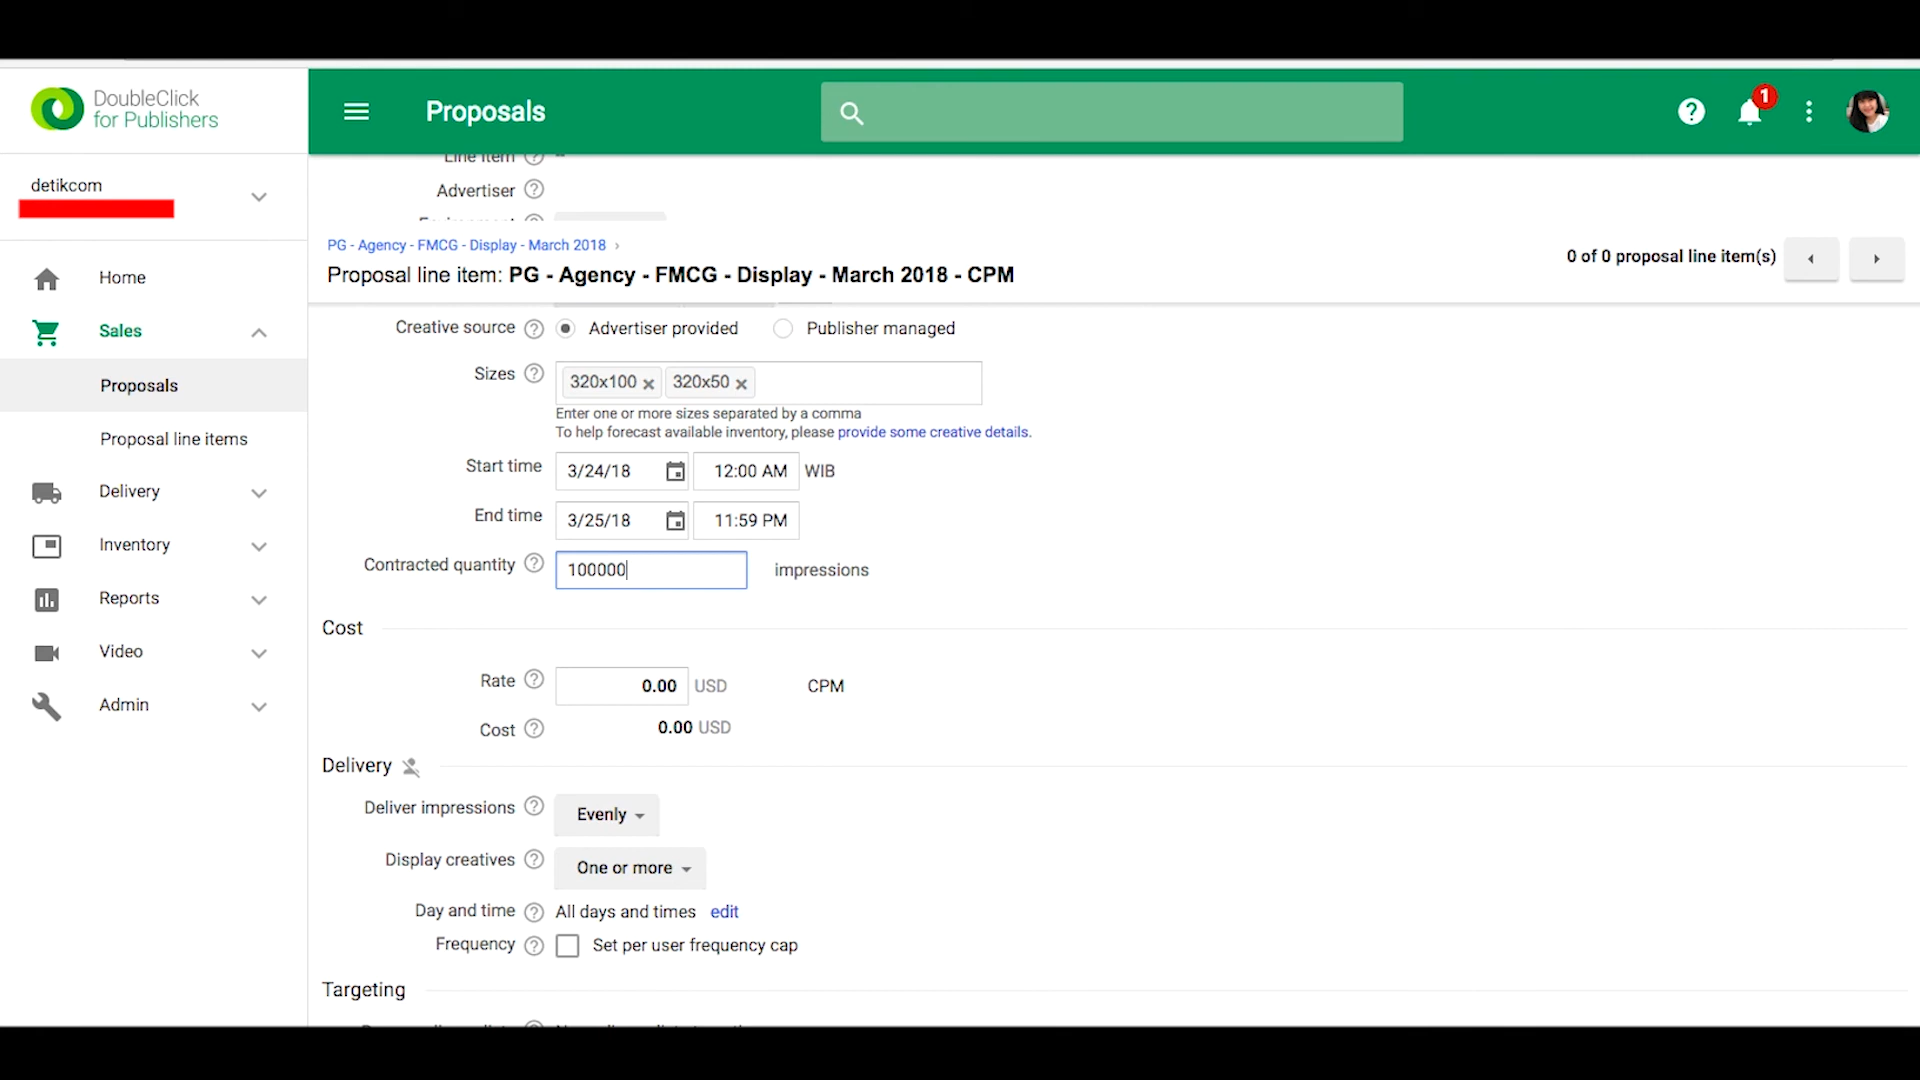 DoubleClick
for Publishers
Proposals
1
detikcom
Line item --
Advertiser
PG - Agency - FMCG - Display - March 2018 ›
Proposal line item: PG - Agency - FMCG - Display - March 2018 - CPM
0 of 0 proposal line item(s)
Home
Sales
Proposals
Proposal line items
Delivery
Inventory
Reports
Video
Admin
Creative source Advertiser provided Publisher managed
Sizes 320x100 320x50
Enter one or more sizes separated by a comma
To help forecast available inventory, please provide some creative details.
Start time 3/24/18 12:00 AM WIB
End time 3/25/18 11:59 PM
Contracted quantity 100000 impressions
Cost
Rate 0.00 USD CPM
Cost 0.00 USD
Delivery
Deliver impressions Evenly
Display creatives One or more
Day and time All days and times edit
Frequency Set per user frequency cap
Targeting